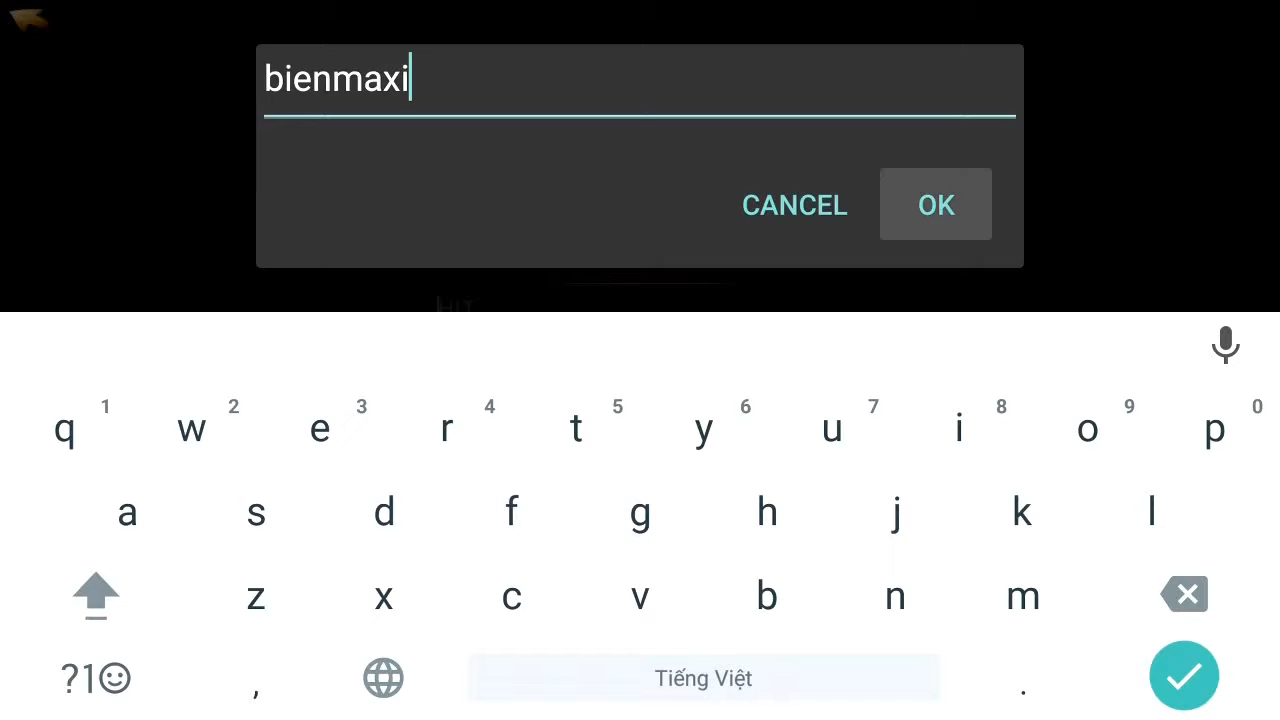 bienmaxi
CANCEL OK
1 2 3 4 5 6 7 8 9 0
q w e r t y u i o p
a s d f g h j k l
z x c v b n m
?1 , Tiếng Việt .